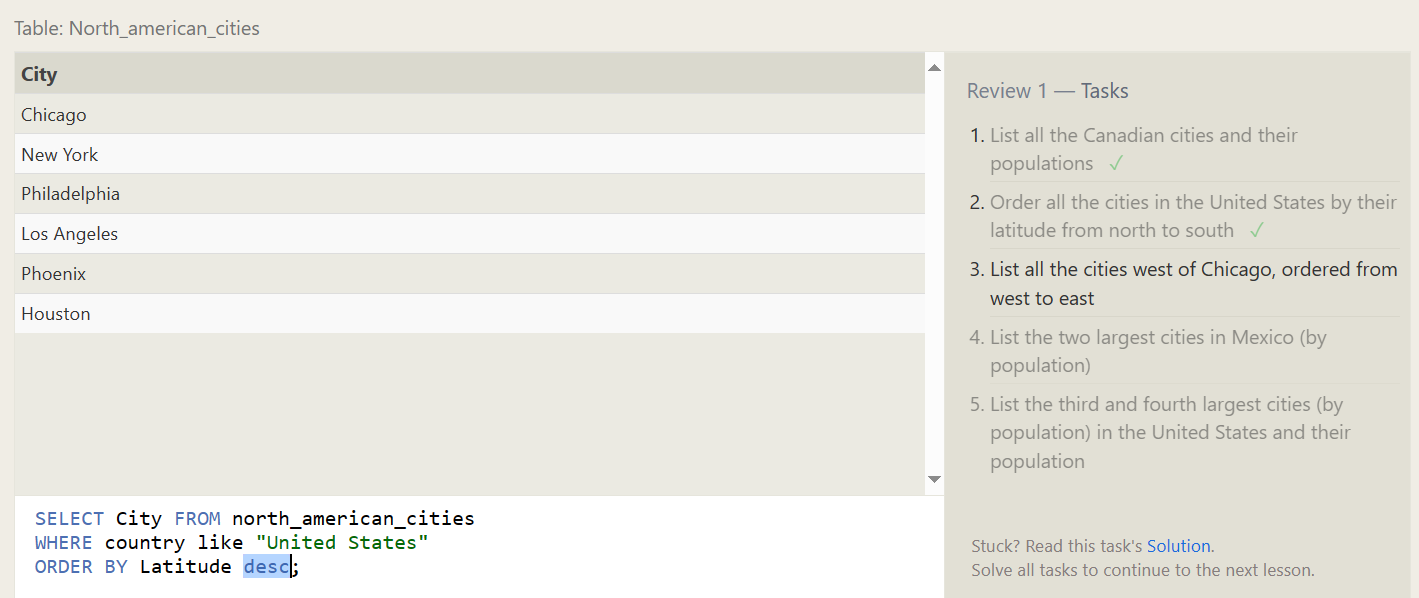 Table: North_american_cities
City
Chicago
New York
Philadelphia
Los Angeles
Phoenix
Houston
SELECT City FROM north_american_cities
WHERE country like "United States"
ORDER BY Latitude desc;
Review 1 — Tasks
1. List all the Canadian cities and their
populations ✓
2. Order all the cities in the United States by their
latitude from north to south ✓
3. List all the cities west of Chicago, ordered from
west to east
4. List the two largest cities in Mexico (by
population)
5. List the third and fourth largest cities (by
population) in the United States and their
population
Stuck? Read this task's Solution.
Solve all tasks to continue to the next lesson.